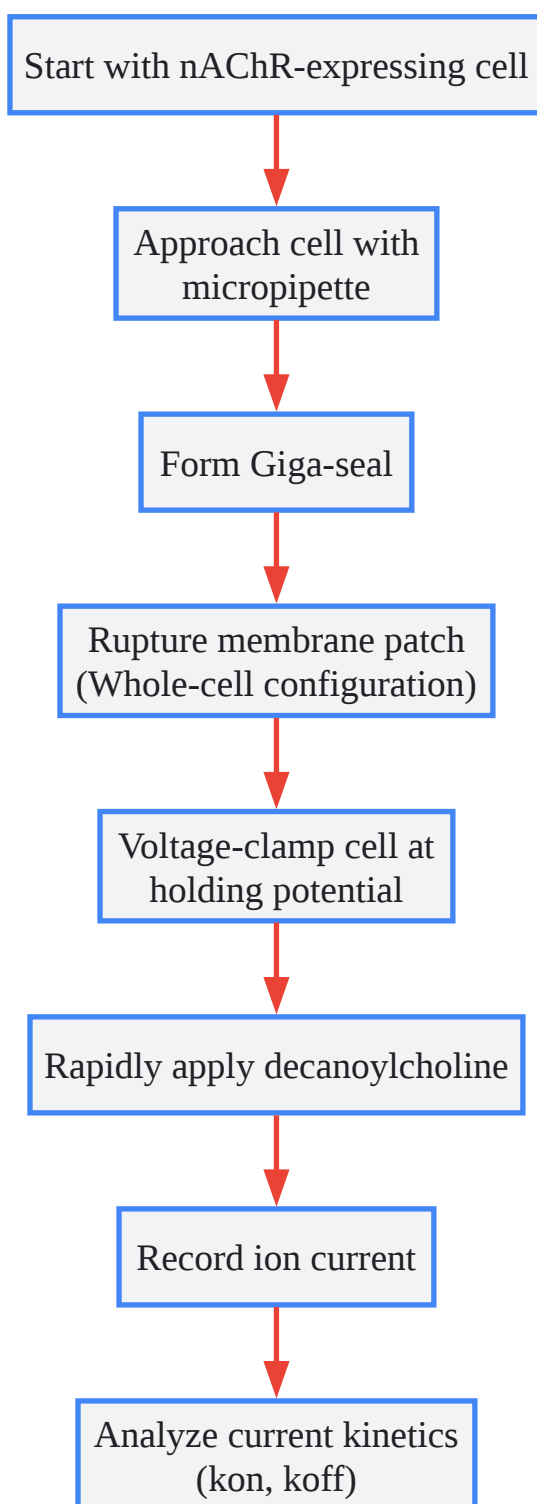 Start with nAChR-expressing cell
Approach cell with
micropipette
Form Giga-seal
Rupture membrane patch
(Whole-cell configuration)
Voltage-clamp cell at
holding potential
Rapidly apply decanoylcholine
Record ion current
Analyze current kinetics
(kon, koff)